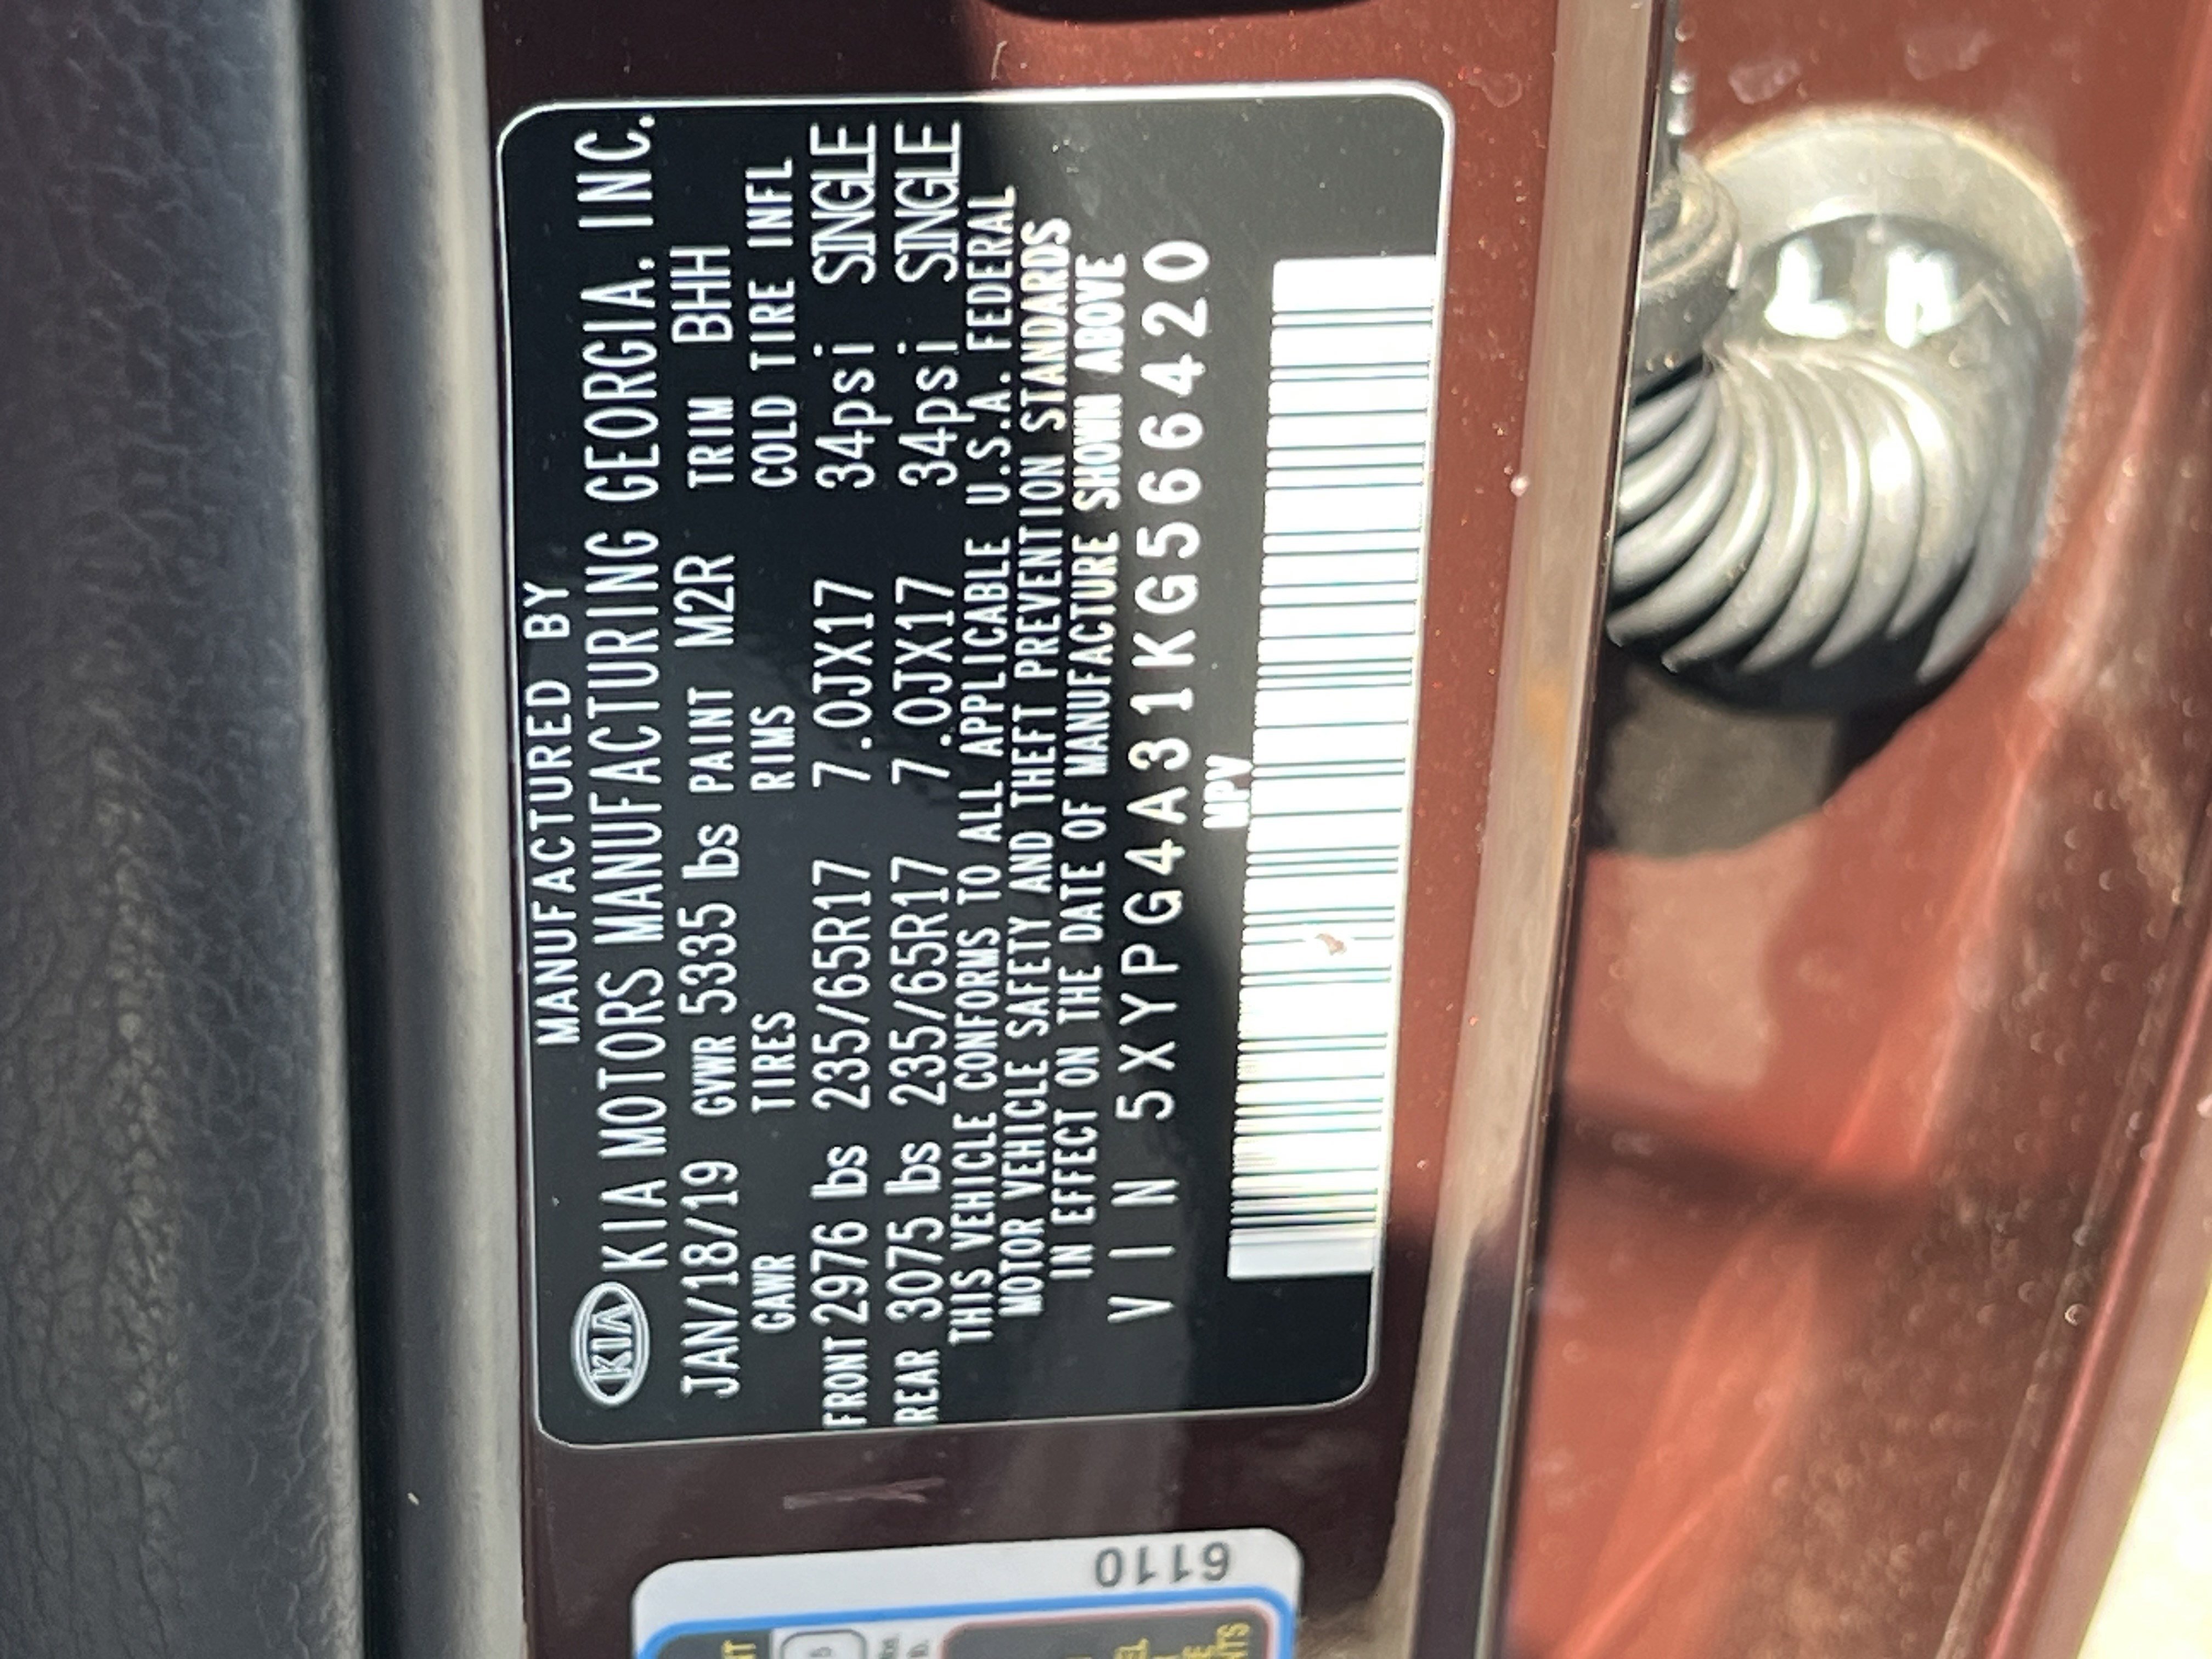 MANUFACTURED BY
KIA KIA MOTORS MANUFACTURING GEORGIA. INC.
JAN/18/19 GVWR 5335 lbs PAINT M2R TRIM BHH
GAWR TIRES RIMS COLD TIRE INFL
FRONT 2976 lbs 235/65R17 7.0JX17 34psi SINGLE
REAR 3075 lbs 235/65R17 7.0JX17 34psi SINGLE
THIS VEHICLE CONFORMS TO ALL APPLICABLE U.S.A. FEDERAL
MOTOR VEHICLE SAFETY AND THEFT PREVENTION STANDARDS
IN EFFECT ON THE DATE OF MANUFACTURE SHOWN ABOVE
VIN 5XYPG4A31KG566420
MPV
6110